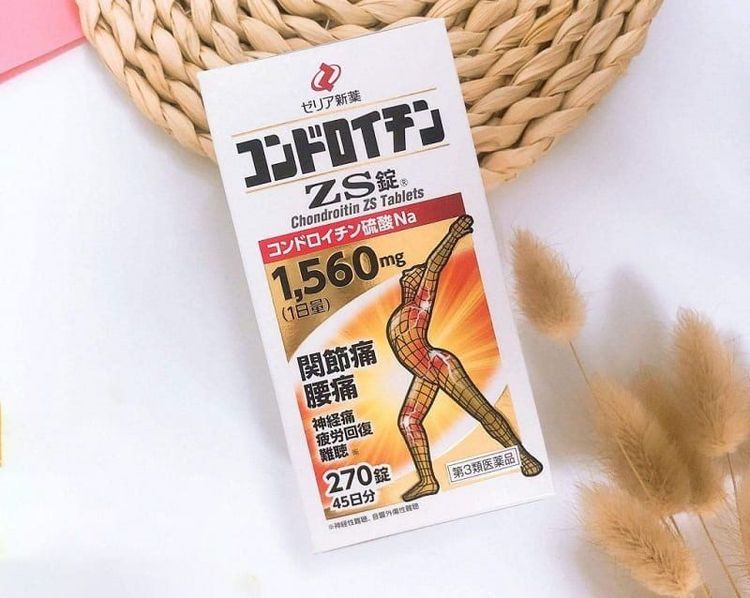 ゼリア新薬
コンドロイチン
ZS錠®
Chondroitin ZS Tablets
コンドロイチン硫酸Na
1,560mg
(1日量)
関節痛
腰痛
神経痛
疲労回復
難聴※
270錠
45日分
第3類医薬品
※神経性難聴、音響外傷性難聴